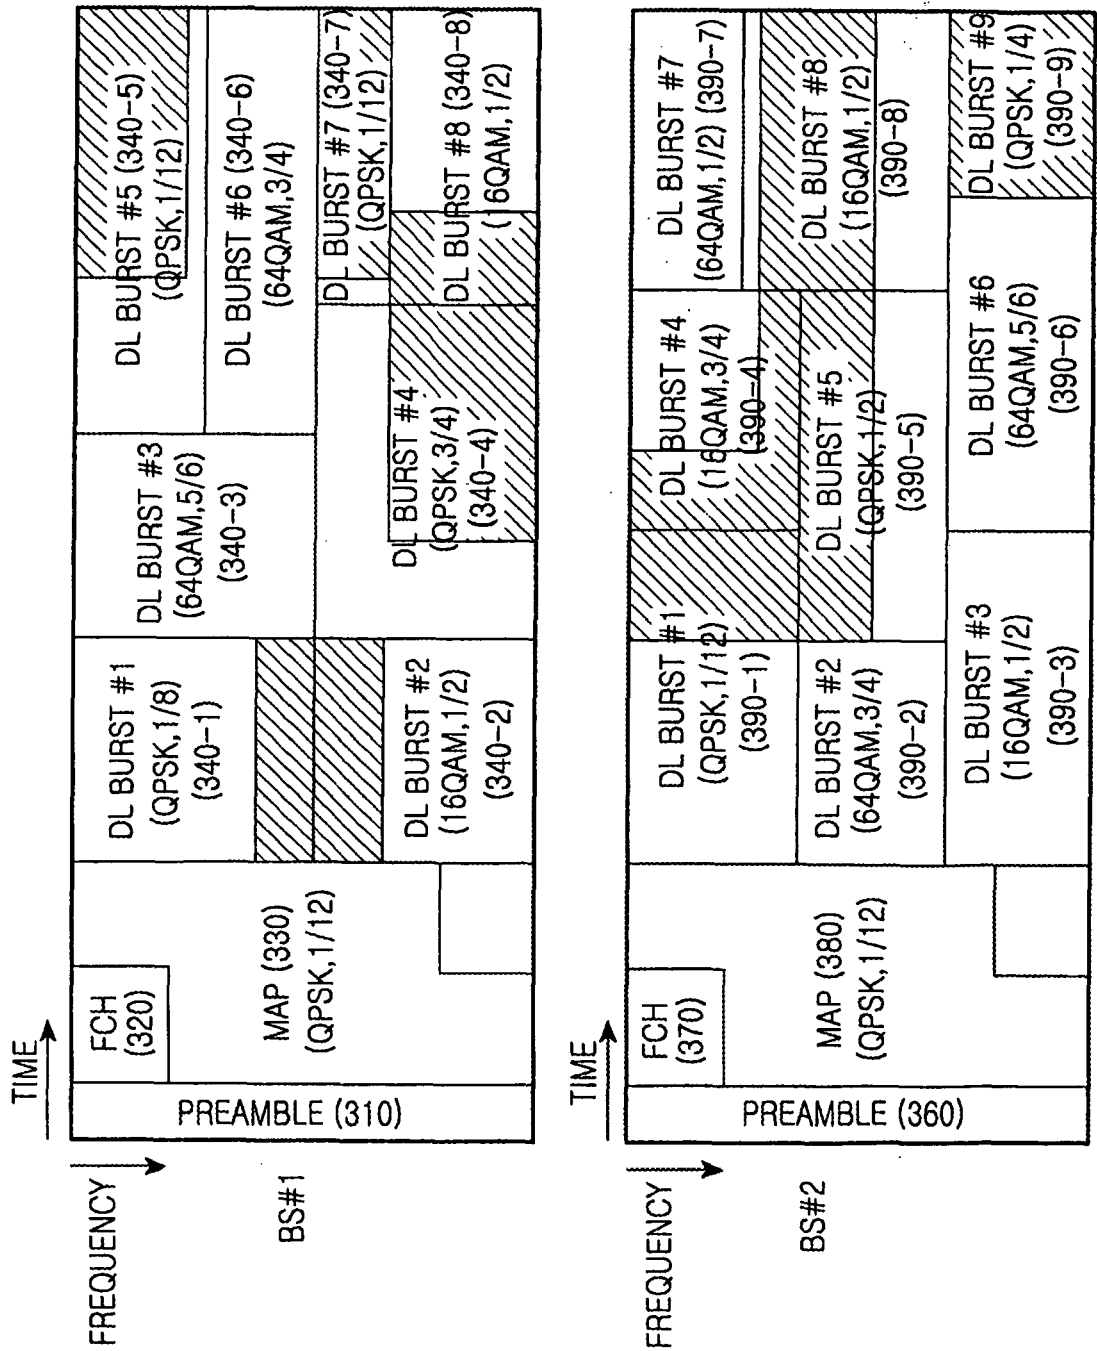 FREQUENCY
TIME
BS#1
PREAMBLE (310)
FCH
(320)
MAP (330)
(QPSK,1/12)
DL BURST #1
(QPSK,1/8)
(340-1)
DL BURST #2
(16QAM,1/2)
(340-2)
DL BURST #3
(64QAM,5/6)
(340-3)
DL BURST #4
(QPSK,3/4)
(340-4)
DL BURST #5 (340-5)
(QPSK,1/12)
DL BURST #6 (340-6)
(64QAM,3/4)
DL BURST #7 (340-7)
(QPSK,1/12)
DL BURST #8 (340-8)
(16QAM,1/2)
FREQUENCY
TIME
BS#2
PREAMBLE (360)
FCH
(370)
MAP (380)
(QPSK,1/12)
DL BURST #1
(QPSK,1/12)
(390-1)
DL BURST #2
(64QAM,3/4)
(390-2)
DL BURST #3
(16QAM,1/2)
(390-3)
DL BURST #4
(16QAM,3/4)
(390-4)
DL BURST #5
(QPSK,1/2)
(390-5)
DL BURST #6
(64QAM,5/6)
(390-6)
DL BURST #7
(64QAM,1/2) (390-7)
DL BURST #8
(16QAM,1/2)
(390-8)
DL BURST #9
(QPSK,1/4)
(390-9)